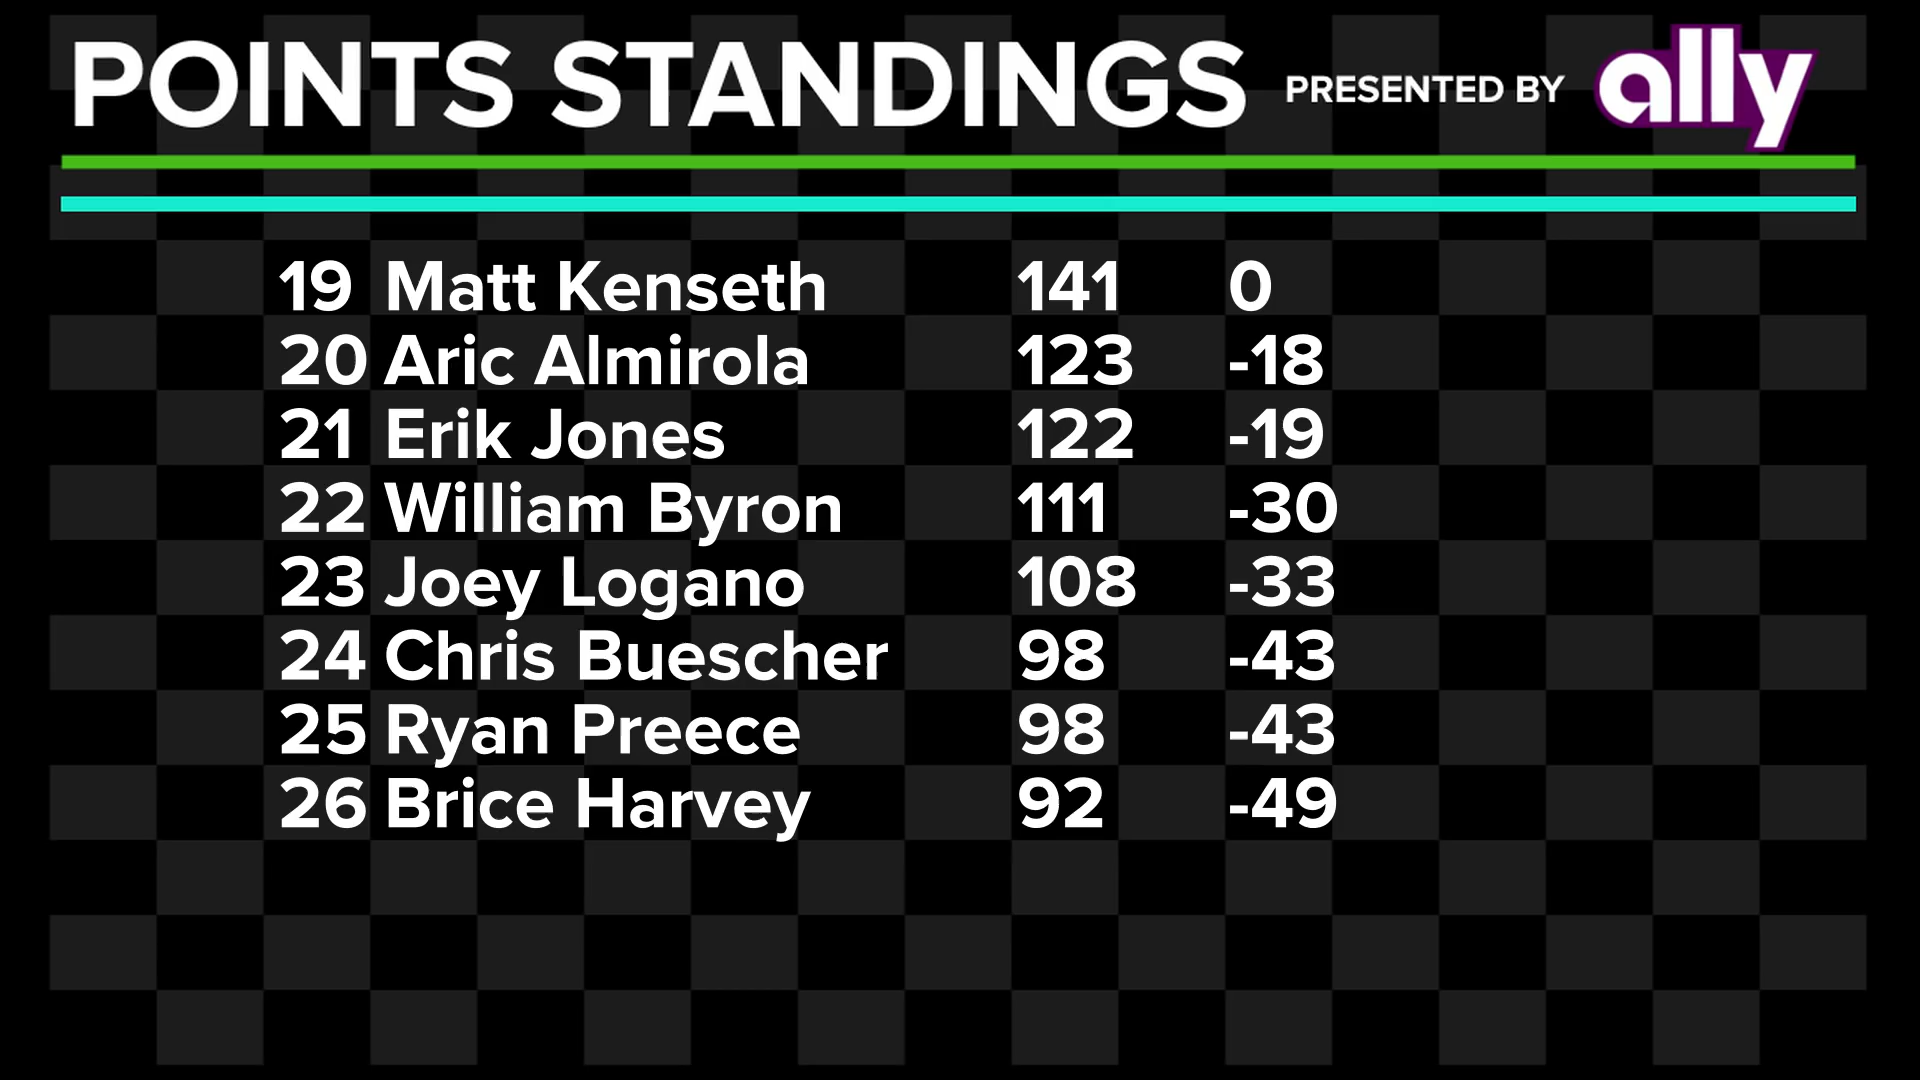 POINTS STANDINGS PRESENTED BY ally
19 Matt Kenseth 141 0
20 Aric Almirola 123 -18
21 Erik Jones 122 -19
22 William Byron 111 -30
23 Joey Logano 108 -33
24 Chris Buescher 98 -43
25 Ryan Preece 98 -43
26 Brice Harvey 92 -49